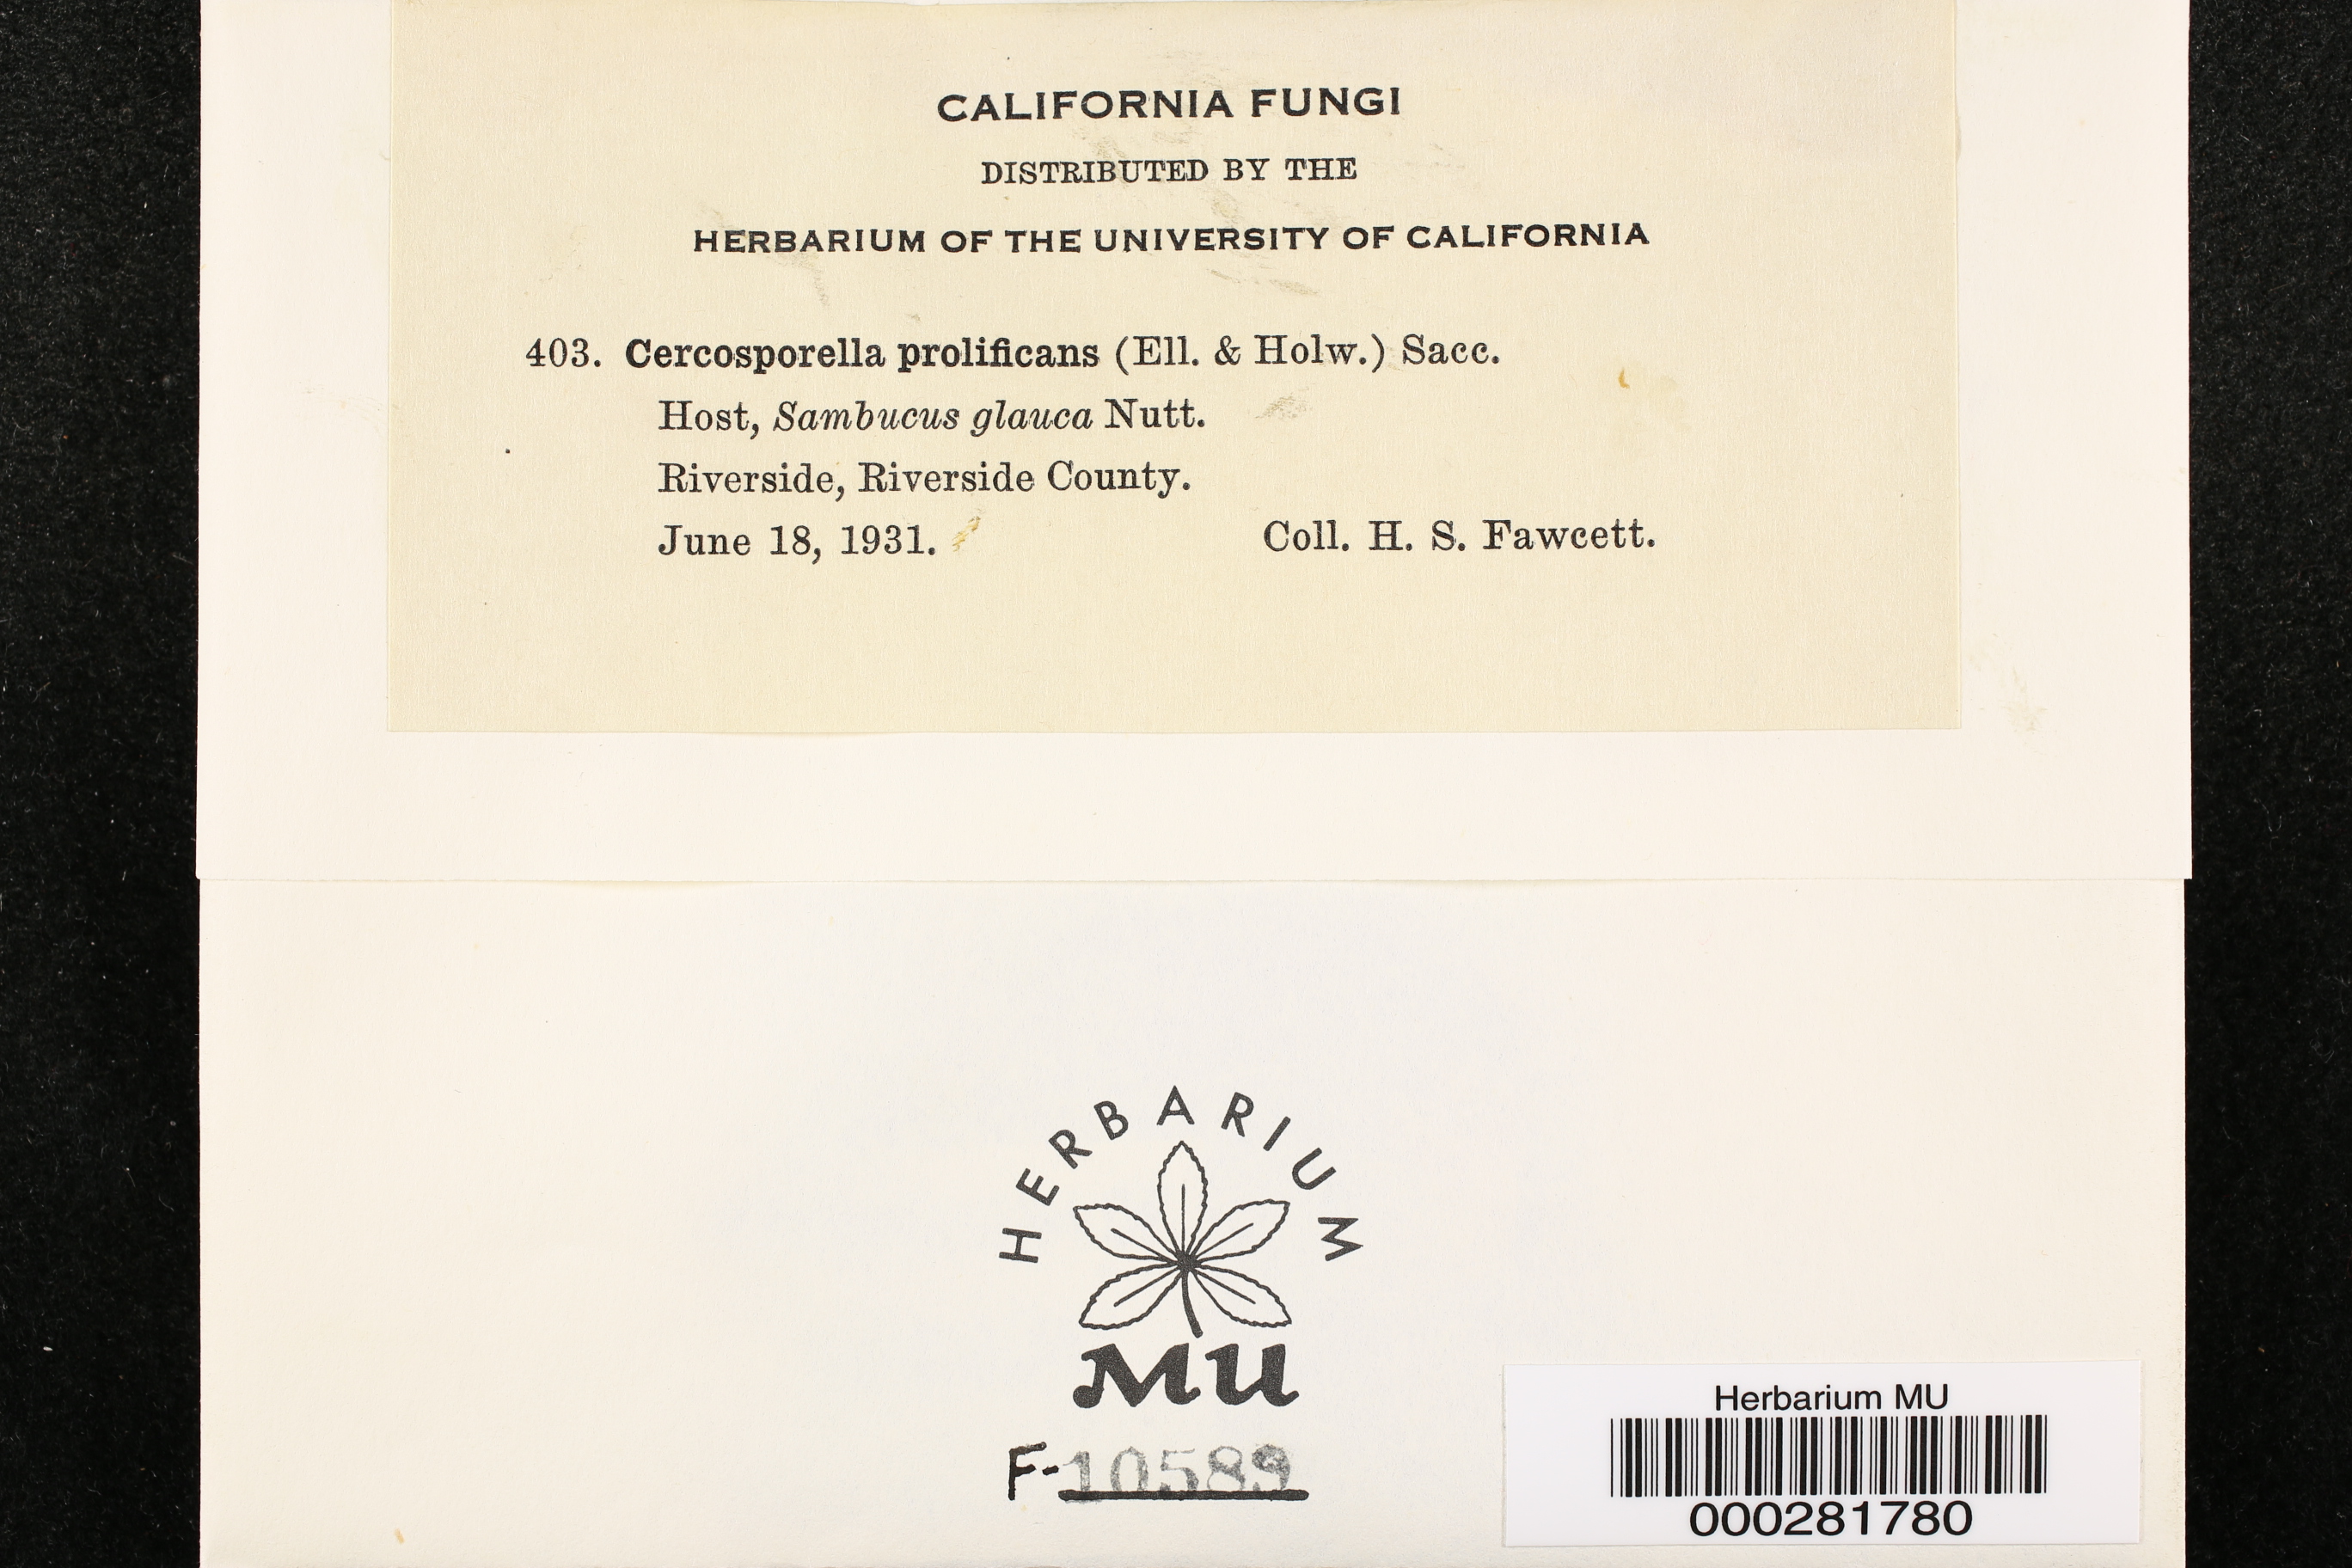 CALIFORNIA FUNGI
DISTRIBUTED BY THE
HERBARIUM OF THE UNIVERSITY OF CALIFORNIA
403. Cercosporella prolificans (Ell. & Holw.) Sacc.
Host, Sambucus glauca Nutt.
Riverside, Riverside County.
June 18, 1931. Coll. H. S. Fawcett.
HERBARIUM
MU
F-10589
Herbarium MU
000281780